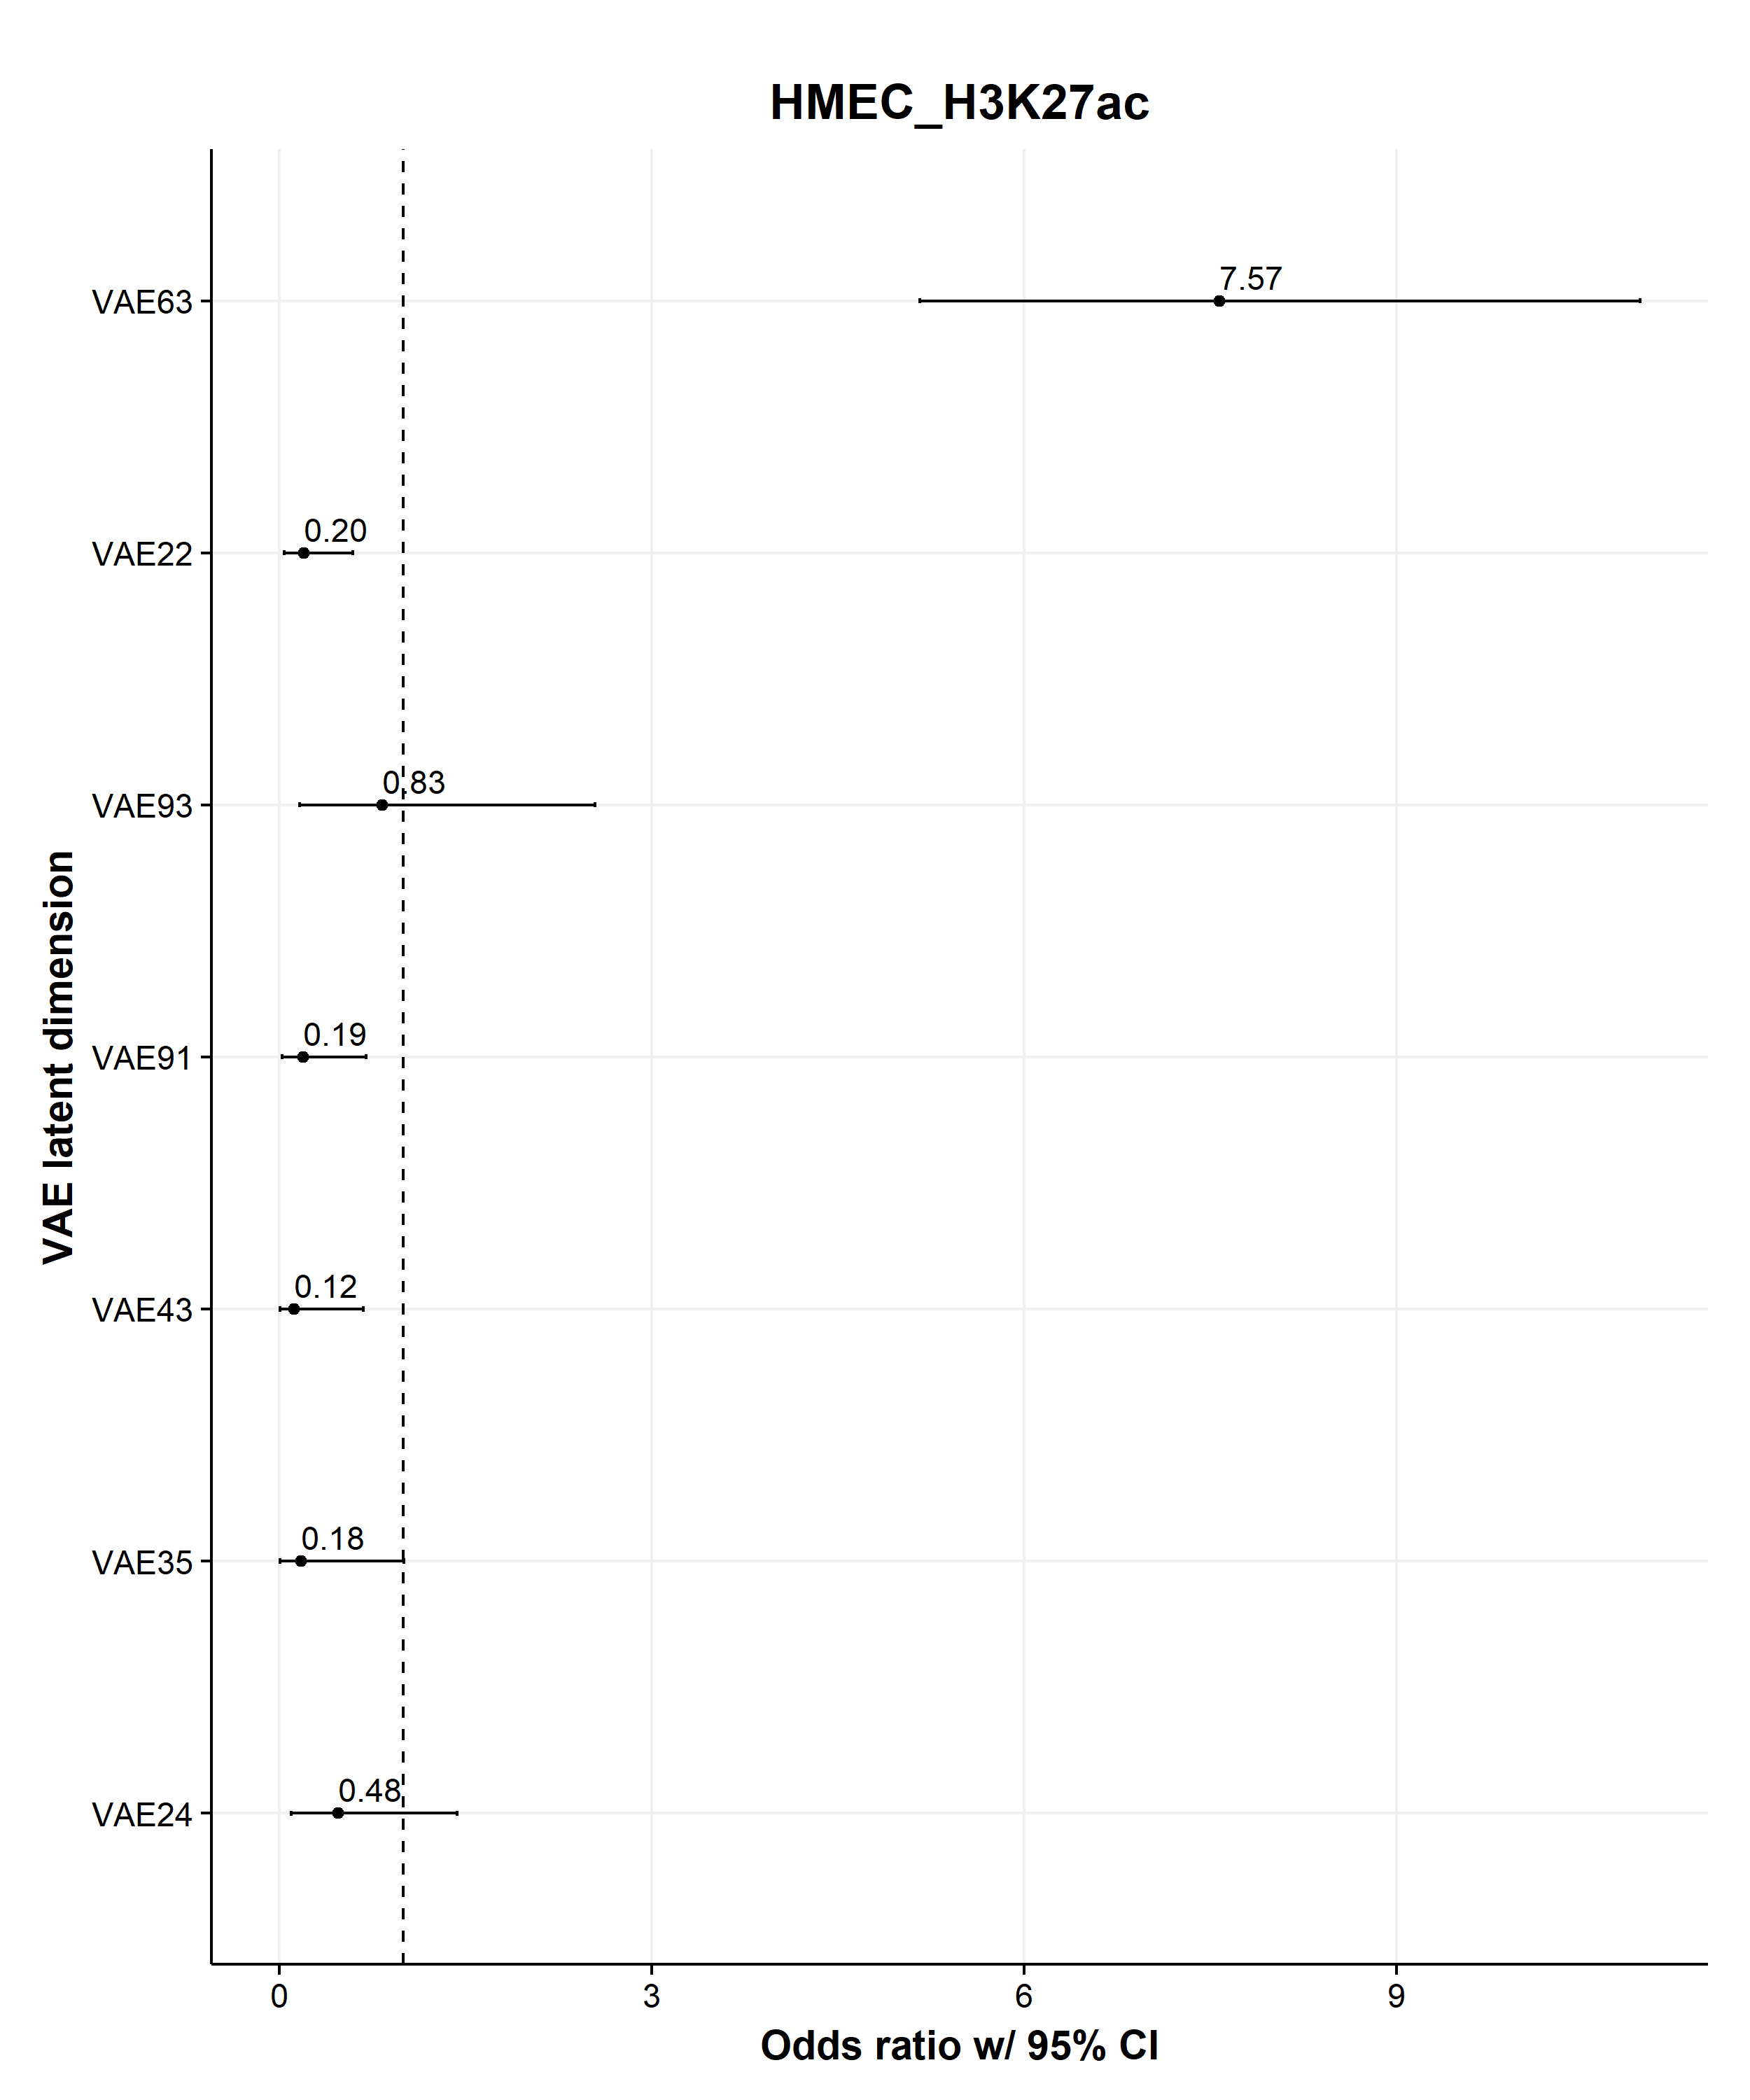 HMEC_H3K27ac
VAE latent dimension
VAE63
7.57
VAE22
0.20
VAE93
0.83
VAE91
0.19
VAE43
0.12
VAE35
0.18
VAE24
0.48
0 3 6 9
Odds ratio w/ 95% CI